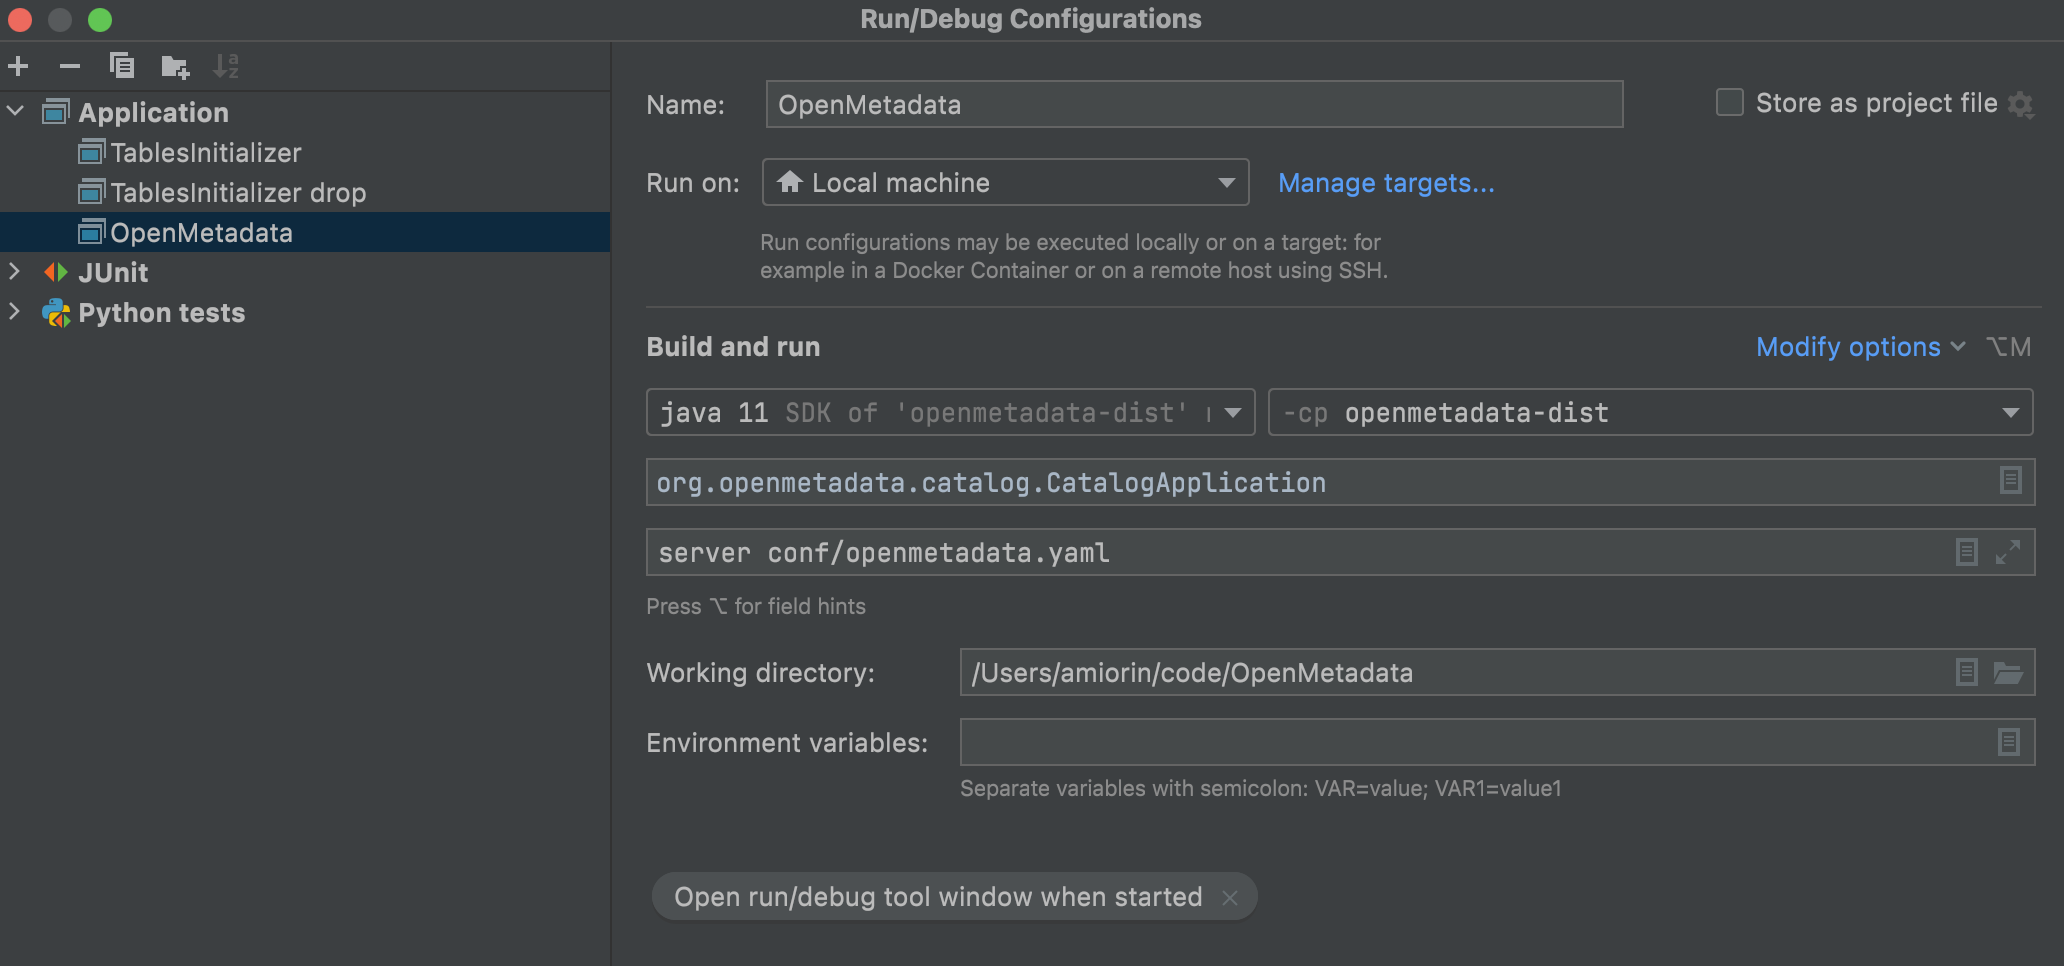 Run/Debug Configurations
Application
TablesInitializer
TablesInitializer drop
OpenMetadata
JUnit
Python tests
Name: OpenMetadata
Store as project file
Run on: Local machine Manage targets...
Run configurations may be executed locally or on a target: for
example in a Docker Container or on a remote host using SSH.
Build and run Modify options ⌥M
java 11 SDK of 'openmetadata-dist' -cp openmetadata-dist
org.openmetadata.catalog.CatalogApplication
server conf/openmetadata.yaml
Press ⌥ for field hints
Working directory: /Users/amiorin/code/OpenMetadata
Environment variables:
Separate variables with semicolon: VAR=value; VAR1=value1
Open run/debug tool window when started